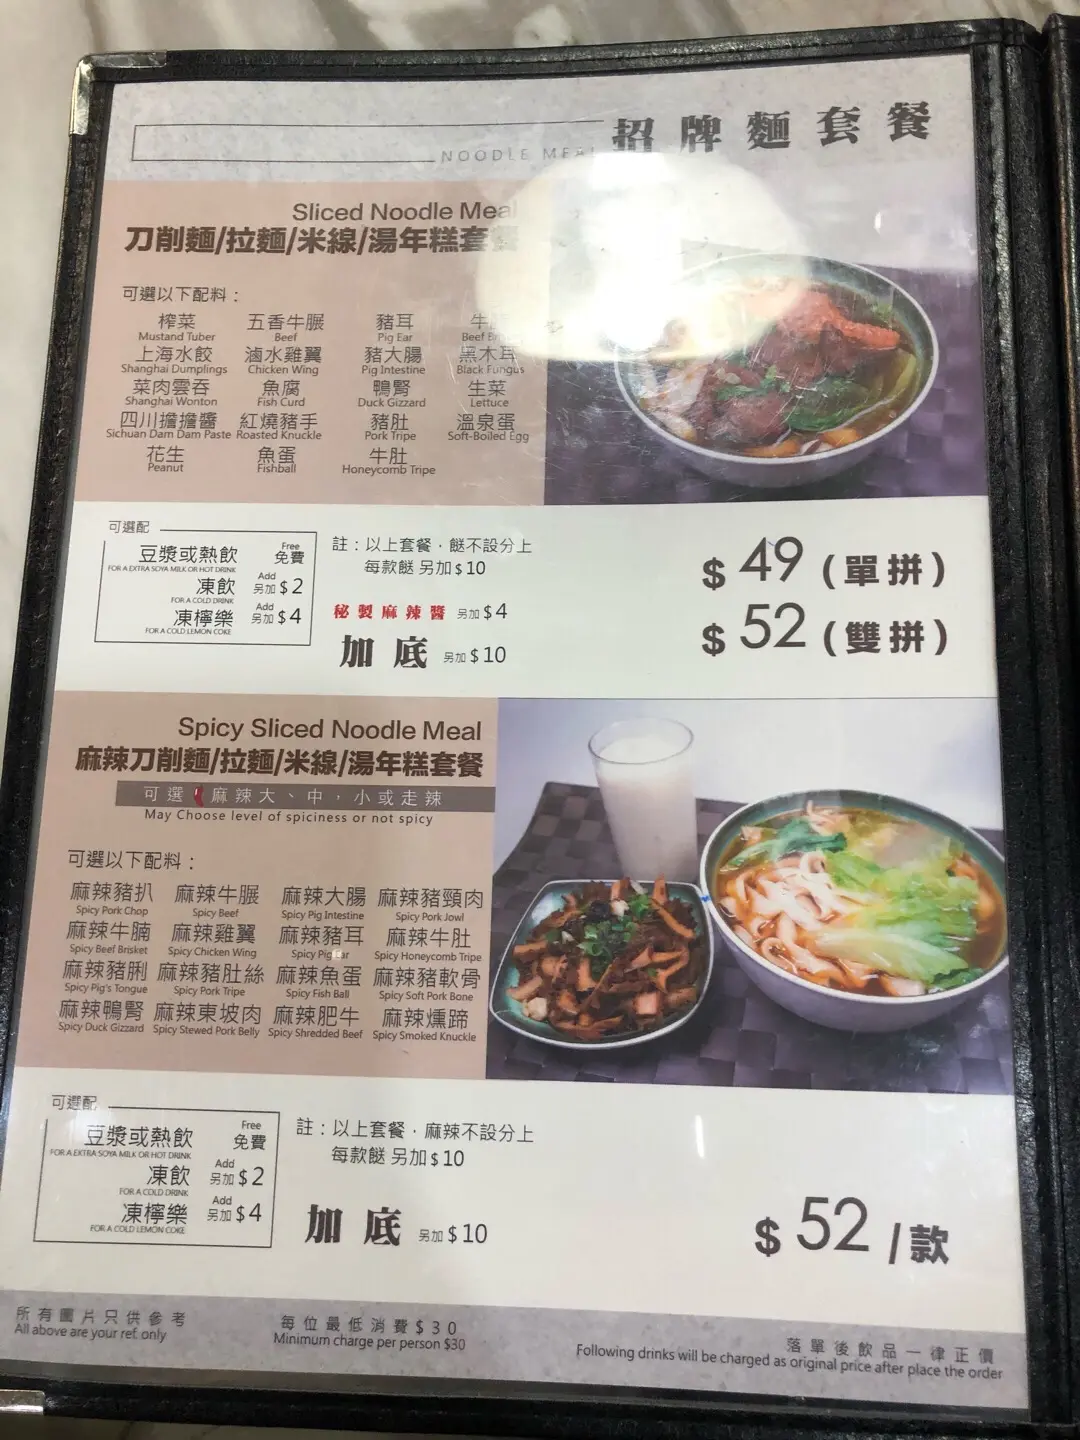 招牌麵套餐
NOODLE MEAL
Sliced Noodle Meal
刀削麵/拉麵/米線/湯年糕套餐
可選以下配料：
榨菜 五香牛𦟌 豬耳 牛
Mustand Tuber Beef Pig Ear Beef
上海水餃 滷水雞翼 豬大腸 黑木耳
Shanghai Dumplings Chicken Wing Pig Intestine Black Fungus
菜肉雲吞 魚腐 鴨腎 生菜
Shanghai Wonton Fish Curd Duck Gizzard Lettuce
四川擔擔醬 紅燒豬手 豬肚 溫泉蛋
Sichuan Dam Dam Paste Roasted Knuckle Pork Tripe Soft-Boiled Egg
花生 魚蛋 牛肚
Peanut Fishball Honeycomb Tripe
可選配
豆漿或熱飲 Free 免費
FOR A EXTRA SOYA MILK OR HOT DRINK
凍飲 Add 另加 $2
FOR A COLD DRINK
凍檸樂 Add 另加 $4
FOR A COLD LEMON COKE
註：以上套餐．餸不設分上
每款餸 另加 $10
秘製麻辣醬 另加 $4
加底 另加 $10
$ 49 (單拼)
$ 52 (雙拼)
Spicy Sliced Noodle Meal
麻辣刀削麵/拉麵/米線/湯年糕套餐
可選 麻辣大、中，小或走辣
May Choose level of spiciness or not spicy
可選以下配料：
麻辣豬扒 麻辣牛𦟌 麻辣大腸 麻辣豬頸肉
Spicy Pork Chop Spicy Beef Spicy Pig Intestine Spicy Pork Jowl
麻辣牛腩 麻辣雞翼 麻辣豬耳 麻辣牛肚
Spicy Beef Brisket Spicy Chicken Wing Spicy Pig Ear Spicy Honeycomb Tripe
麻辣豬脷 麻辣豬肚絲 麻辣魚蛋 麻辣豬軟骨
Spicy Pig's Tongue Spicy Pork Tripe Spicy Fish Ball Spicy Soft Pork Bone
麻辣鴨腎 麻辣東坡肉 麻辣肥牛 麻辣燻蹄
Spicy Duck Gizzard Spicy Stewed Pork Belly Spicy Shredded Beef Spicy Smoked Knuckle
可選配
豆漿或熱飲 Free 免費
FOR A EXTRA SOYA MILK OR HOT DRINK
凍飲 Add 另加 $2
FOR A COLD DRINK
凍檸樂 Add 另加 $4
FOR A COLD LEMON COKE
註：以上套餐．麻辣不設分上
每款餸 另加 $10
加底 另加 $10
$ 52 /款
所有圖片只供參考
All above are your ref. only
每位最低消費$30
Minimum charge per person $30
落單後飲品一律正價
Following drinks will be charged as original price after place the order